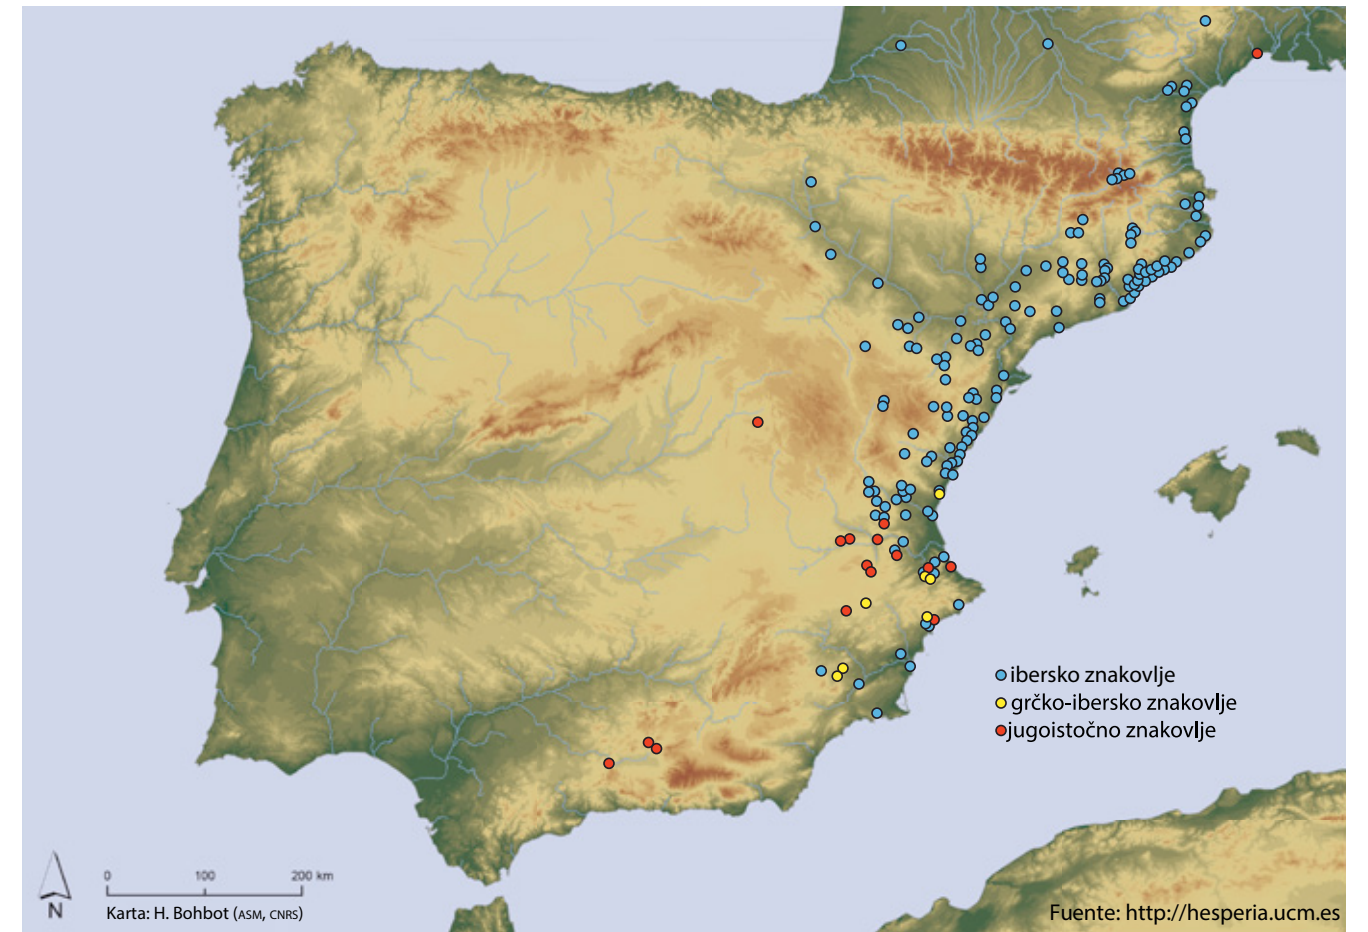 ibersko znakovlje
grčko-ibersko znakovlje
jugoistočno znakovlje
0 100 200 km
N
Karta: H. Bohbot (ASM, CNRS)
Fuente: http://hesperia.ucm.es